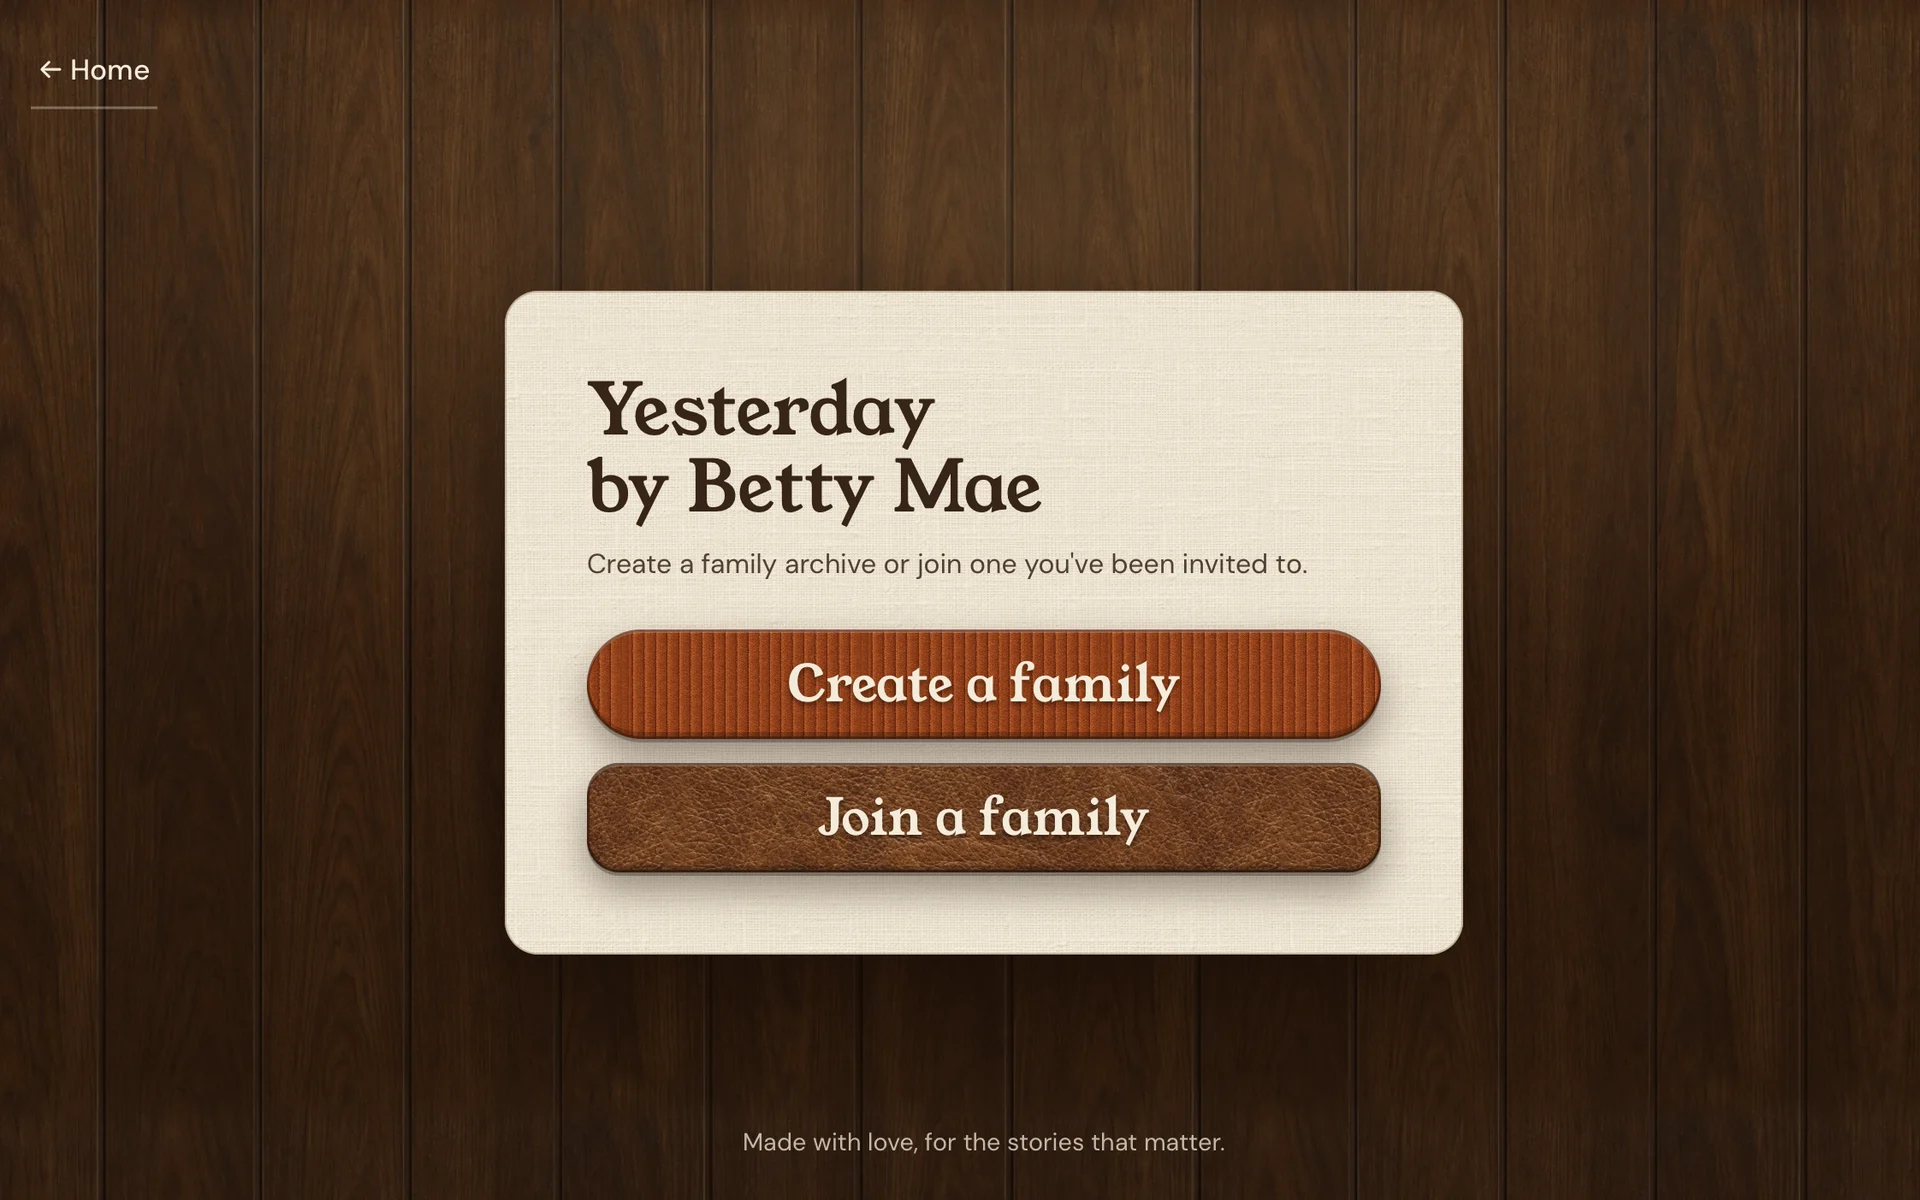 ← Home
Yesterday
by Betty Mae
Create a family archive or join one you've been invited to.
Create a family
Join a family
Made with love, for the stories that matter.